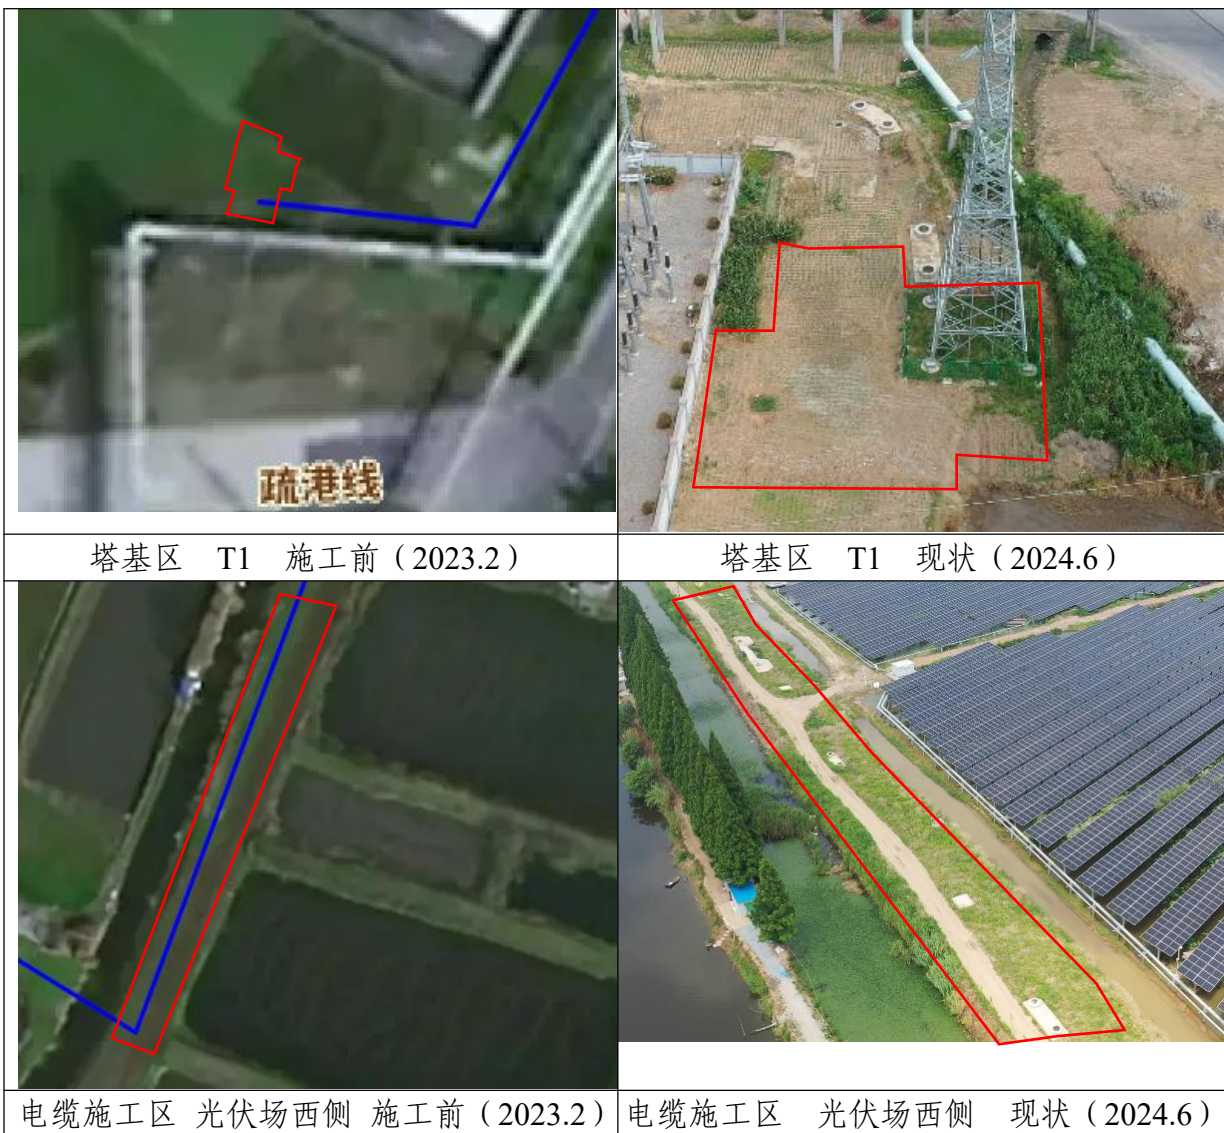 疏港线
塔基区 T1 施工前（2023.2）
塔基区 T1 现状（2024.6）
电缆施工区 光伏场西侧 施工前（2023.2）
电缆施工区 光伏场西侧 现状（2024.6）